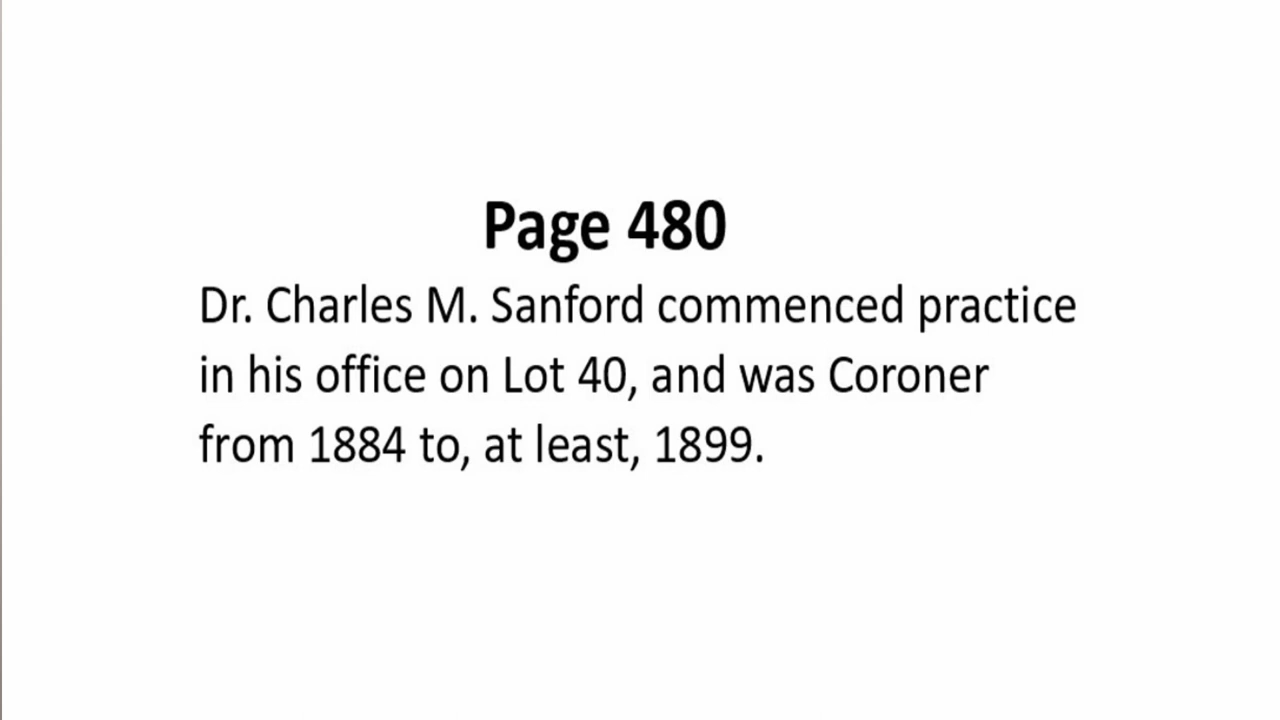 Page 480
Dr. Charles M. Sanford commenced practice
in his office on Lot 40, and was Coroner
from 1884 to, at least, 1899.